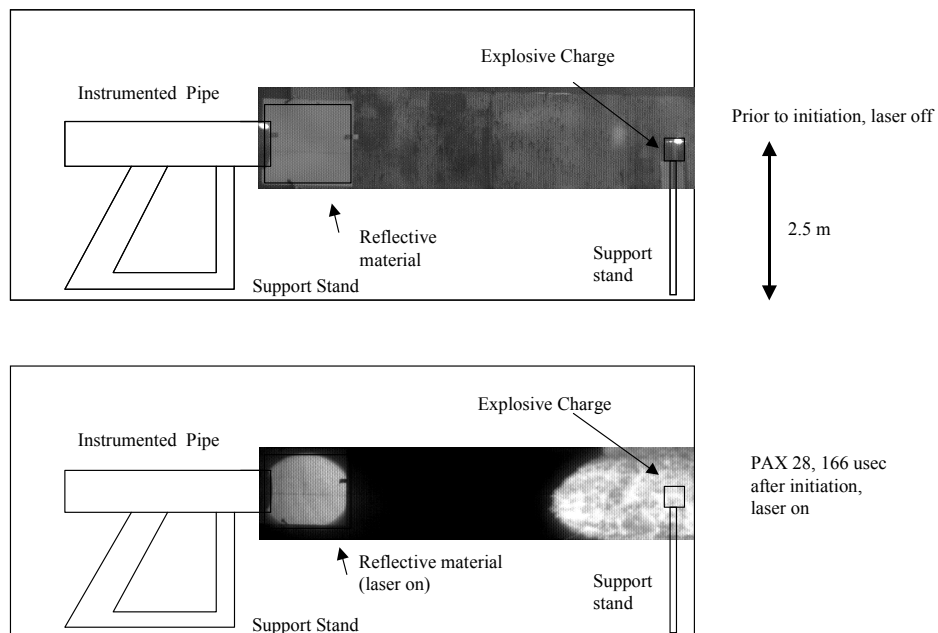 Explosive Charge
Instrumented Pipe
Prior to initiation, laser off
2.5 m
Reflective
material
Support
stand
Support Stand
Explosive Charge
Instrumented Pipe
PAX 28, 166 usec
after initiation,
laser on
Reflective material
(laser on)
Support
stand
Support Stand